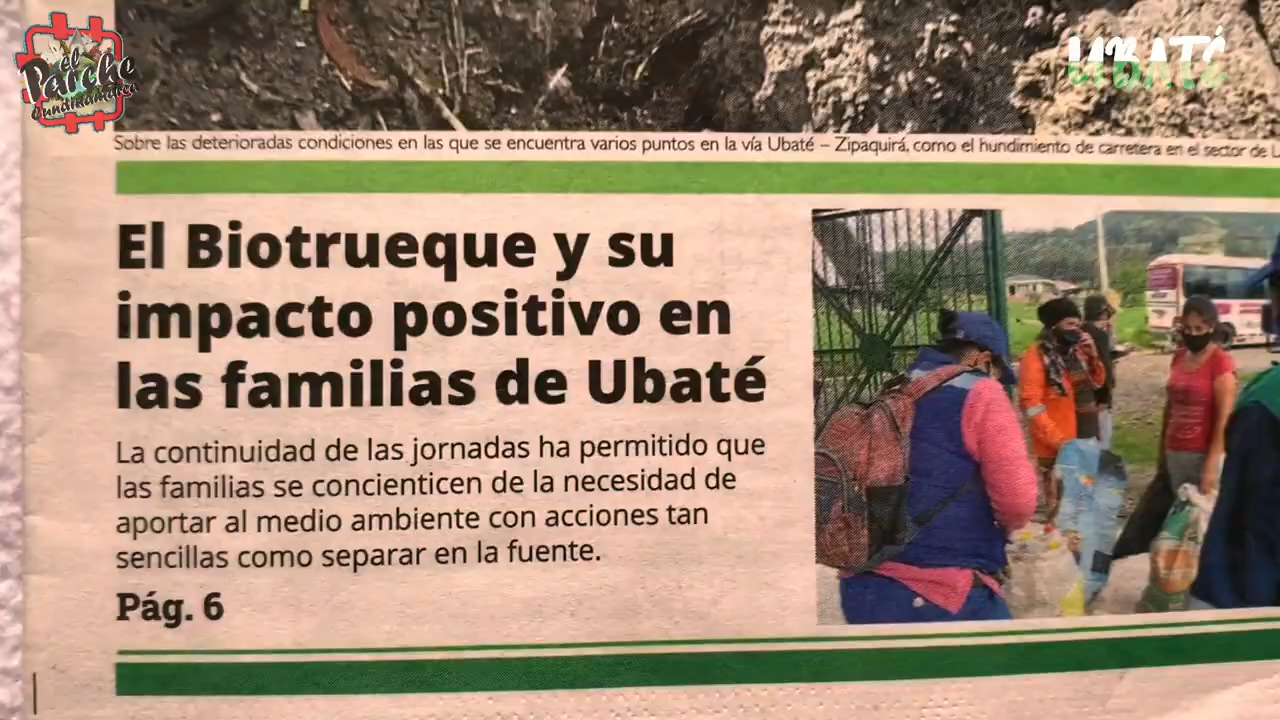 el
Parche
Cundinamarca
UBATÉ
Sobre las deterioradas condiciones en las que se encuentra varios puntos en la vía Ubaté – Zipaquirá, como el hundimiento de carretera en el sector de
El Biotrueque y su
impacto positivo en
las familias de Ubaté
La continuidad de las jornadas ha permitido que
las familias se concienticen de la necesidad de
aportar al medio ambiente con acciones tan
sencillas como separar en la fuente.
Pág. 6